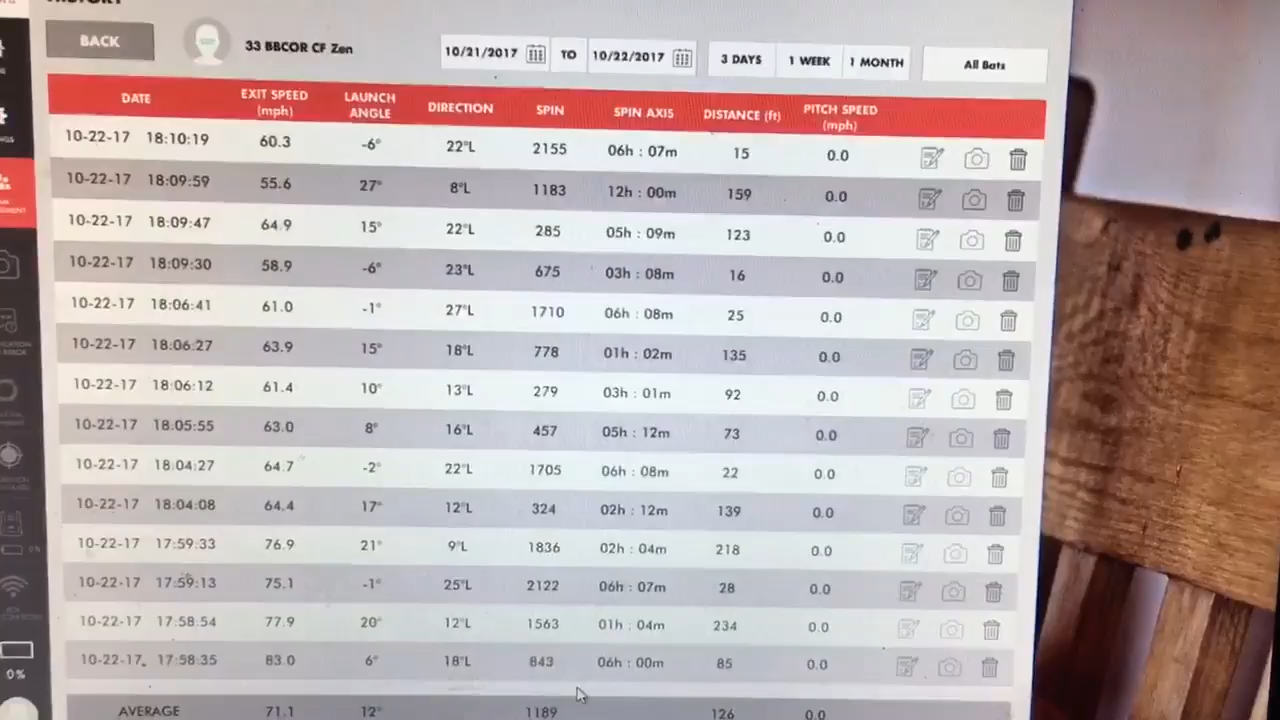 BACK
33 BBCOR CF Zen
10/21/2017 TO 10/22/2017
3 DAYS 1 WEEK 1 MONTH
All Bats
DATE EXIT SPEED (mph) LAUNCH ANGLE DIRECTION SPIN SPIN AXIS DISTANCE (ft) PITCH SPEED (mph)
10-22-17 18:10:19 60.3 -6° 22°L 2155 06h : 07m 15 0.0
10-22-17 18:09:59 55.6 27° 8°L 1183 12h : 00m 159 0.0
10-22-17 18:09:47 64.9 15° 22°L 285 05h : 09m 123 0.0
10-22-17 18:09:30 58.9 -6° 23°L 675 03h : 08m 16 0.0
10-22-17 18:06:41 61.0 -1° 27°L 1710 06h : 08m 25 0.0
10-22-17 18:06:27 63.9 15° 18°L 778 01h : 02m 135 0.0
10-22-17 18:06:12 61.4 10° 13°L 279 03h : 01m 92 0.0
10-22-17 18:05:55 63.0 8° 16°L 457 05h : 12m 73 0.0
10-22-17 18:04:27 64.7 -2° 22°L 1705 06h : 08m 22 0.0
10-22-17 18:04:08 64.4 17° 12°L 324 02h : 12m 139 0.0
10-22-17 17:59:33 76.9 21° 9°L 1836 02h : 04m 218 0.0
10-22-17 17:59:13 75.1 -1° 25°L 2122 06h : 07m 28 0.0
10-22-17 17:58:54 77.9 20° 12°L 1563 01h : 04m 234 0.0
10-22-17 17:58:35 83.0 6° 18°L 843 06h : 00m 85 0.0
AVERAGE 71.1 12° 1189 126 0.0
0%
0%